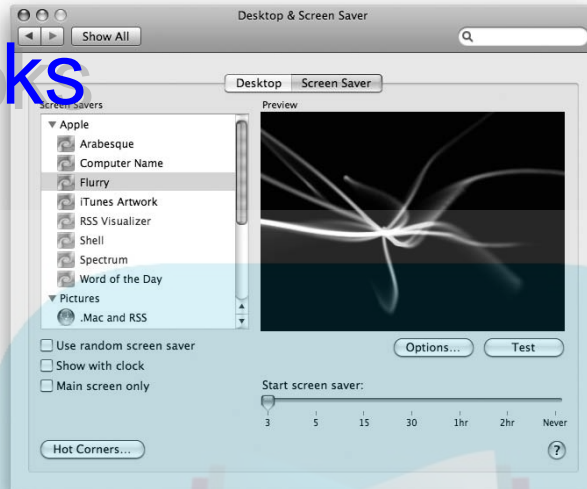 Desktop & Screen Saver
Show All
ks
Desktop Screen Saver
Screen Savers
Preview
Apple
Arabesque
Computer Name
Flurry
iTunes Artwork
RSS Visualizer
Shell
Spectrum
Word of the Day
Pictures
.Mac and RSS
Use random screen saver
Show with clock
Main screen only
Options... Test
Start screen saver:
3 5 15 30 1hr 2hr Never
Hot Corners... ?